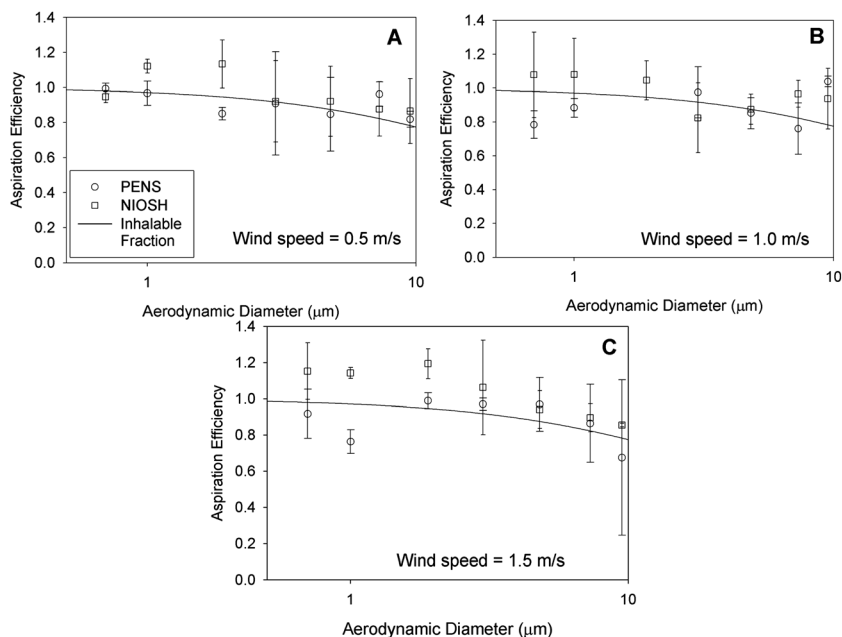 A
1.4
1.2
1.0
0.8
0.6
0.4
0.2
0.0
Aspiration Efficiency
PENS
NIOSH
Inhalable
Fraction
Wind speed = 0.5 m/s
1
10
Aerodynamic Diameter (μm)
B
1.4
1.2
1.0
0.8
0.6
0.4
0.2
0.0
Aspiration Efficiency
Wind speed = 1.0 m/s
1
10
Aerodynamic Diameter (μm)
C
1.4
1.2
1.0
0.8
0.6
0.4
0.2
0.0
Aspiration Efficiency
Wind speed = 1.5 m/s
1
10
Aerodynamic Diameter (μm)